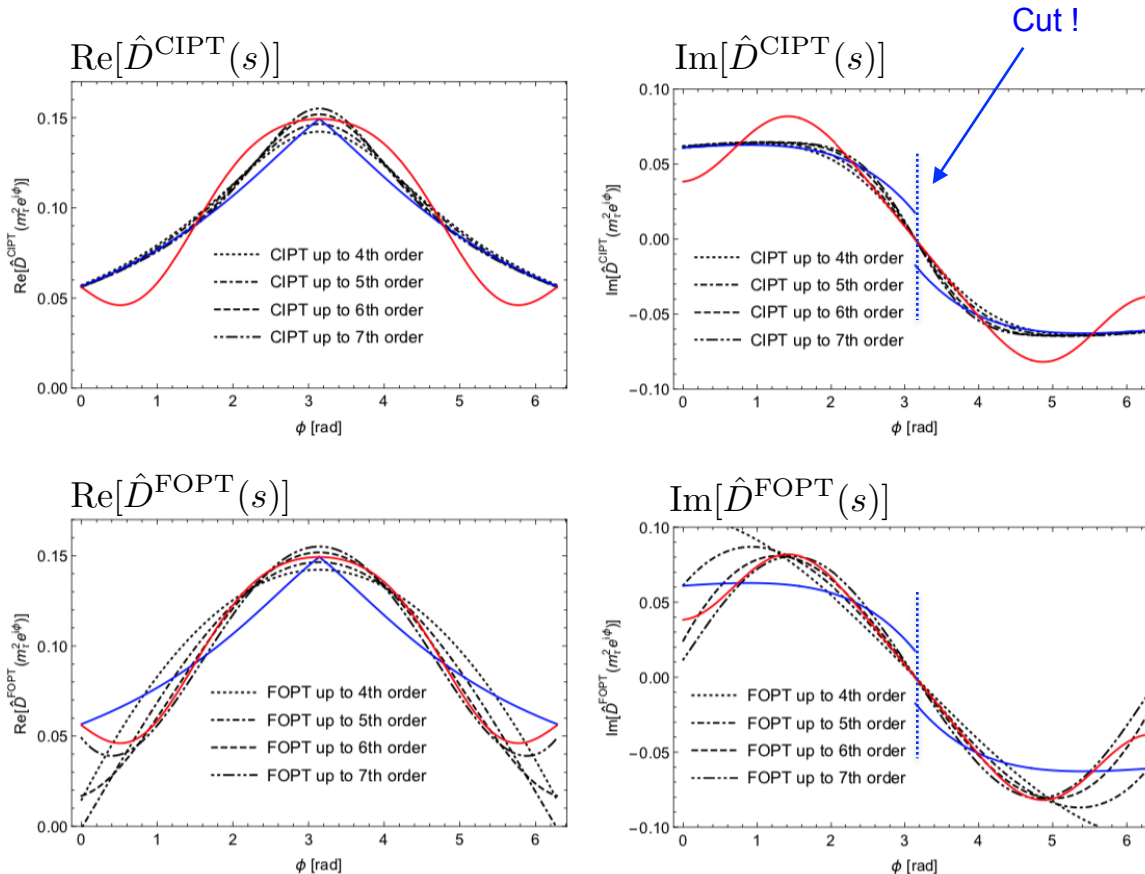 Cut !
Re[D̂^CIPT(s)]
Im[D̂^CIPT(s)]
Re[D̂^CIPT(m_τ^2 e^{iϕ})]
0.15
0.10
0.05
0.00
CIPT up to 4th order
CIPT up to 5th order
CIPT up to 6th order
CIPT up to 7th order
0 1 2 3 4 5 6
ϕ [rad]
Im[D̂^CIPT(m_τ^2 e^{iϕ})]
0.10
0.05
0.00
−0.05
−0.10
CIPT up to 4th order
CIPT up to 5th order
CIPT up to 6th order
CIPT up to 7th order
0 1 2 3 4 5 6
ϕ [rad]
Re[D̂^FOPT(s)]
Im[D̂^FOPT(s)]
Re[D̂^FOPT(m_τ^2 e^{iϕ})]
0.15
0.10
0.05
0.00
FOPT up to 4th order
FOPT up to 5th order
FOPT up to 6th order
FOPT up to 7th order
0 1 2 3 4 5 6
ϕ [rad]
Im[D̂^FOPT(m_τ^2 e^{iϕ})]
0.10
0.05
0.00
−0.05
−0.10
FOPT up to 4th order
FOPT up to 5th order
FOPT up to 6th order
FOPT up to 7th order
0 1 2 3 4 5 6
ϕ [rad]